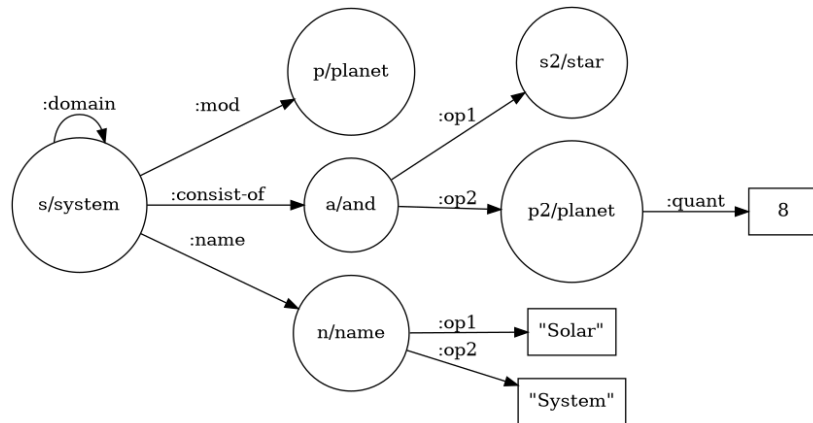 :domain
s/system
:mod
p/planet
:consist-of
a/and
:name
n/name
:op1
s2/star
:op2
p2/planet
:quant
8
:op1
"Solar"
:op2
"System"